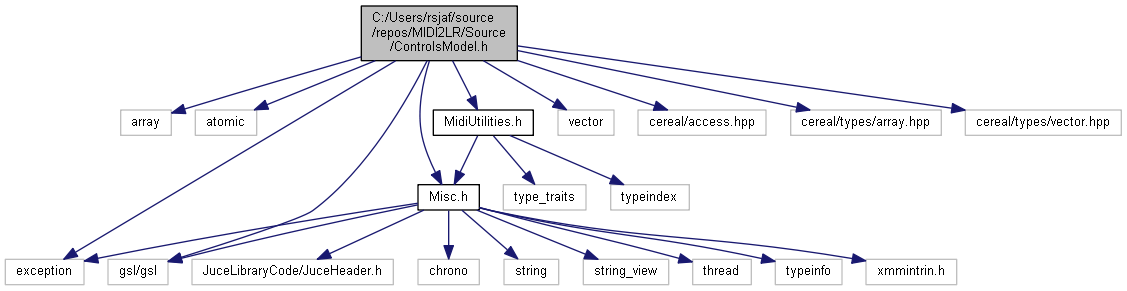 C:/Users/rsjaf/source
/repos/MIDI2LR/Source
/ControlsModel.h
array
atomic
MidiUtilities.h
vector
cereal/access.hpp
cereal/types/array.hpp
cereal/types/vector.hpp
Misc.h
type_traits
typeindex
exception
gsl/gsl
JuceLibraryCode/JuceHeader.h
chrono
string
string_view
thread
typeinfo
xmmintrin.h